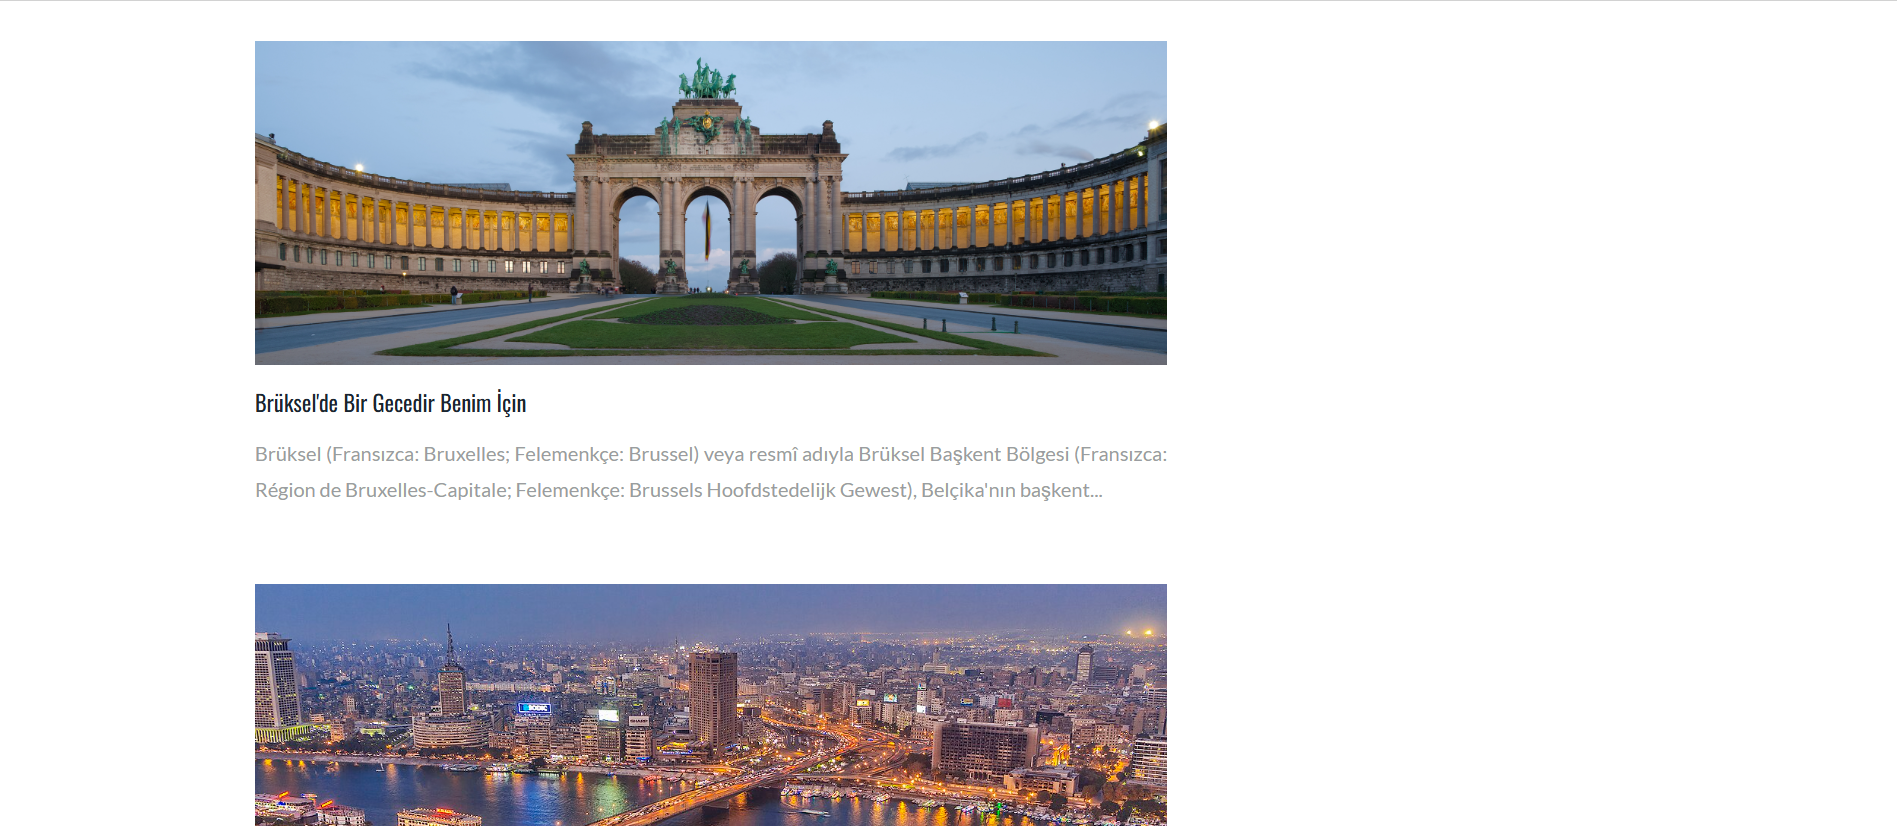 Brüksel'de Bir Gecedir Benim İçin
Brüksel (Fransızca: Bruxelles; Felemenkçe: Brussel) veya resmî adıyla Brüksel Başkent Bölgesi (Fransızca:
Région de Bruxelles-Capitale; Felemenkçe: Brussels Hoofdstedelijk Gewest), Belçika'nın başkent...
SHARP